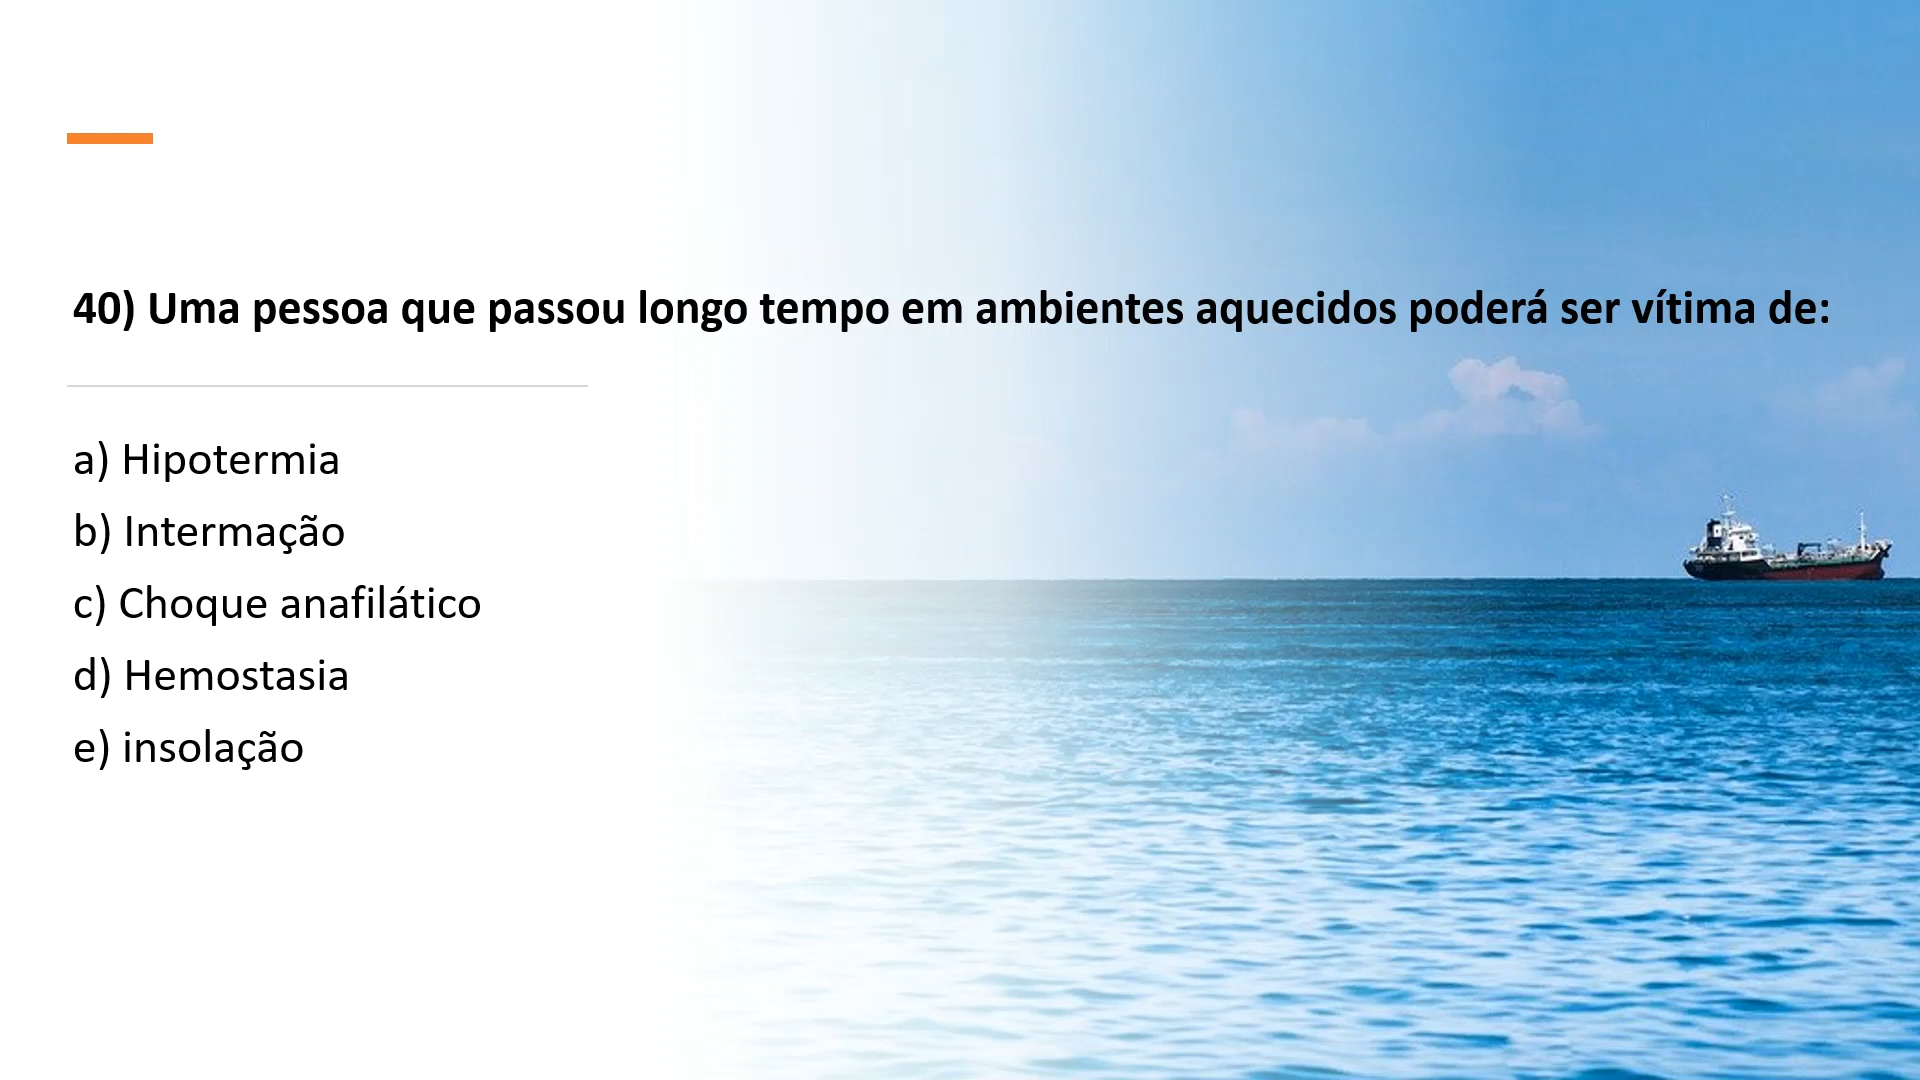 40) Uma pessoa que passou longo tempo em ambientes aquecidos poderá ser vítima de:
a) Hipotermia
b) Intermação
c) Choque anafilático
d) Hemostasia
e) insolação